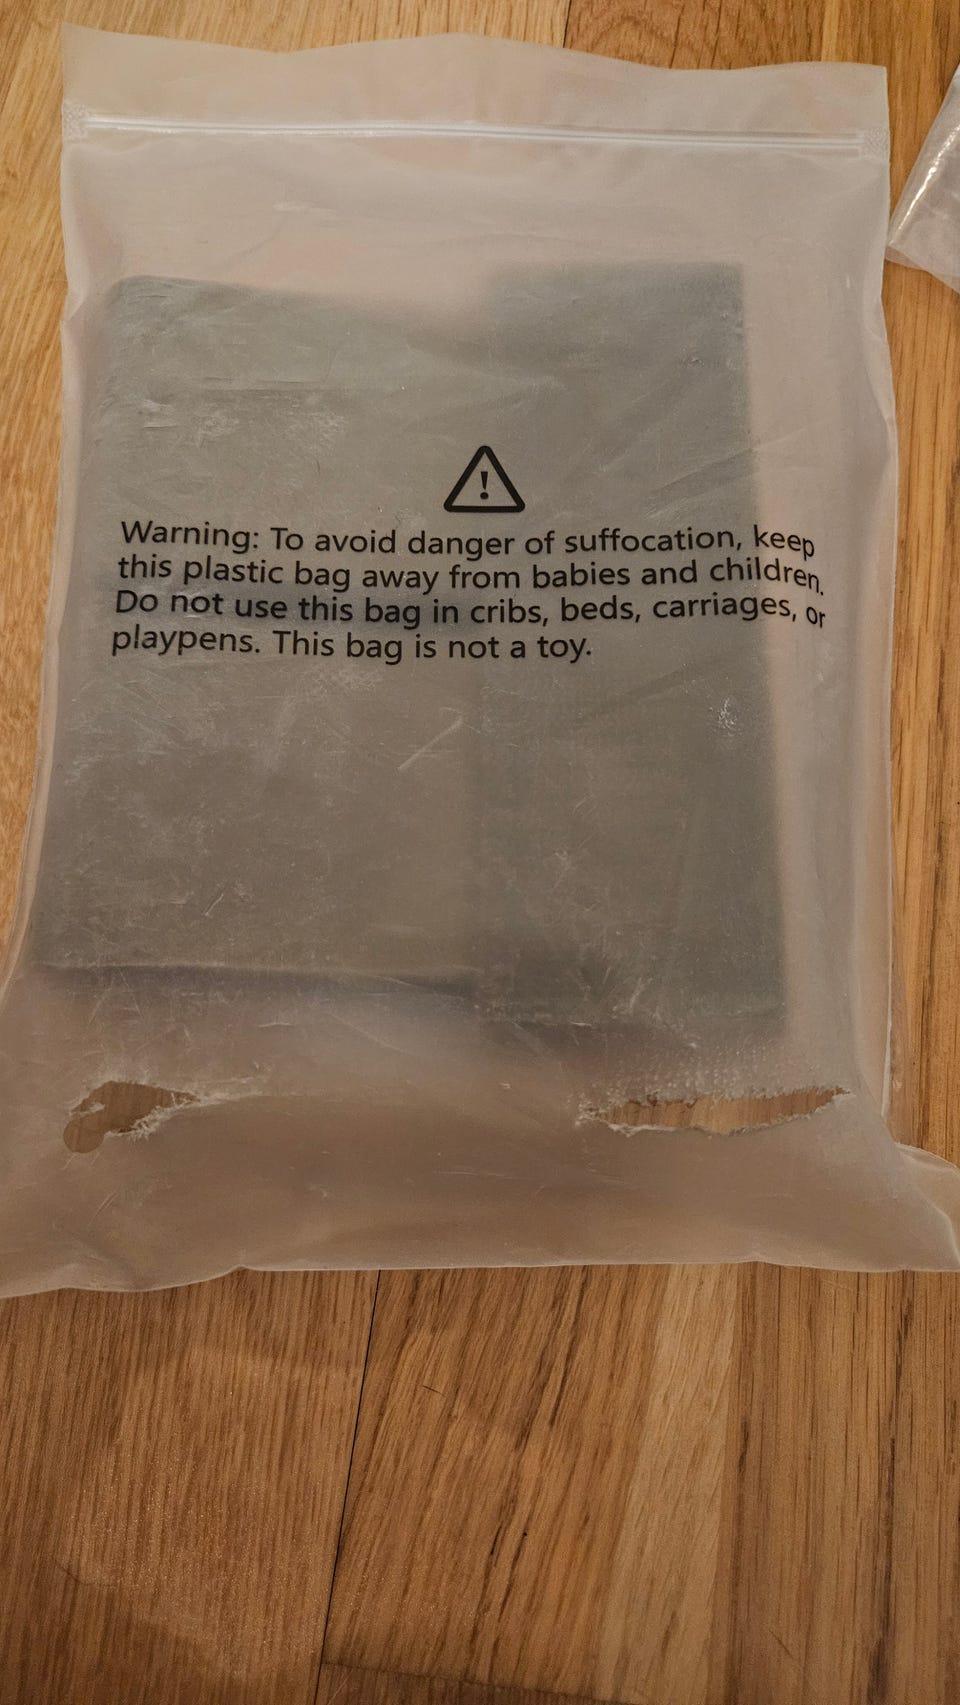 Warning: To avoid danger of suffocation, keep
this plastic bag away from babies and children.
Do not use this bag in cribs, beds, carriages, or
playpens. This bag is not a toy.